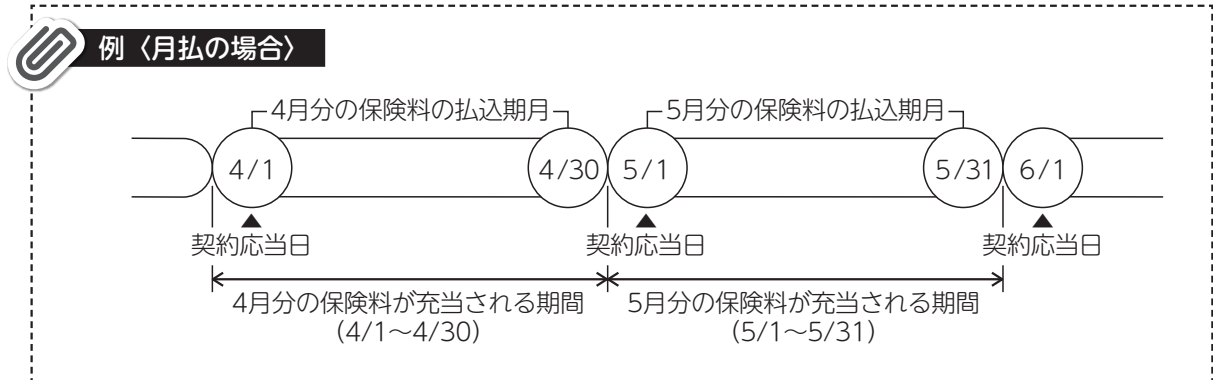 例〈月払の場合〉
4月分の保険料の払込期月
5月分の保険料の払込期月
4/1
4/30
5/1
5/31
6/1
契約応当日
契約応当日
契約応当日
4月分の保険料が充当される期間
(4/1～4/30)
5月分の保険料が充当される期間
(5/1～5/31)